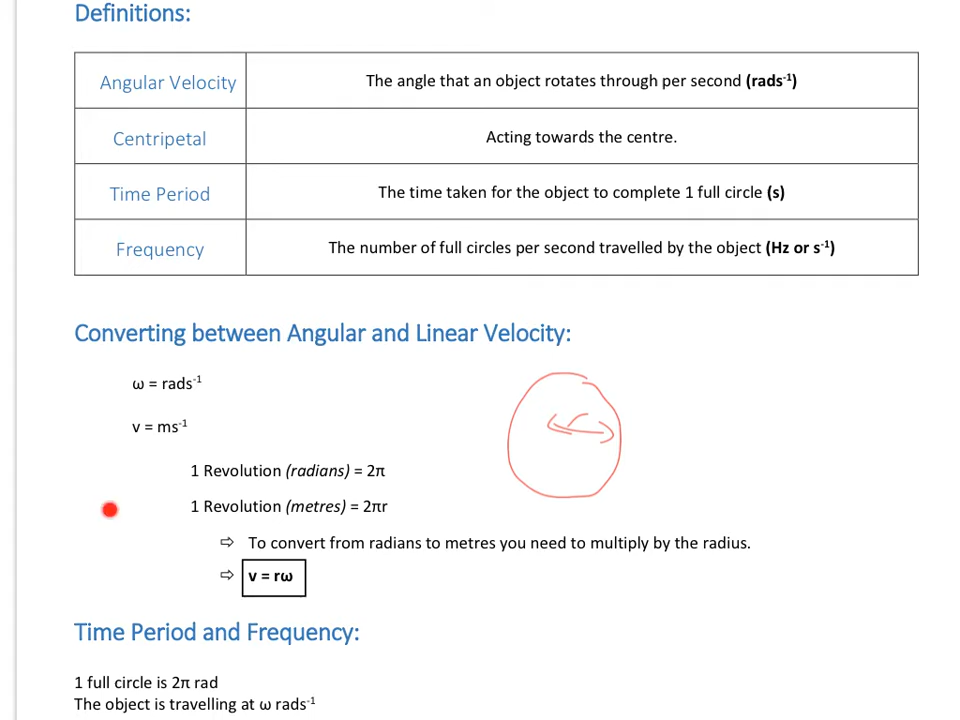 Definitions:
Angular Velocity
The angle that an object rotates through per second (rads⁻¹)
Centripetal
Acting towards the centre.
Time Period
The time taken for the object to complete 1 full circle (s)
Frequency
The number of full circles per second travelled by the object (Hz or s⁻¹)
Converting between Angular and Linear Velocity:
ω = rads⁻¹
v = ms⁻¹
1 Revolution (radians) = 2π
1 Revolution (metres) = 2πr
⇨ To convert from radians to metres you need to multiply by the radius.
⇨ v = rω
r
Time Period and Frequency:
1 full circle is 2π rad
The object is travelling at ω rads⁻¹